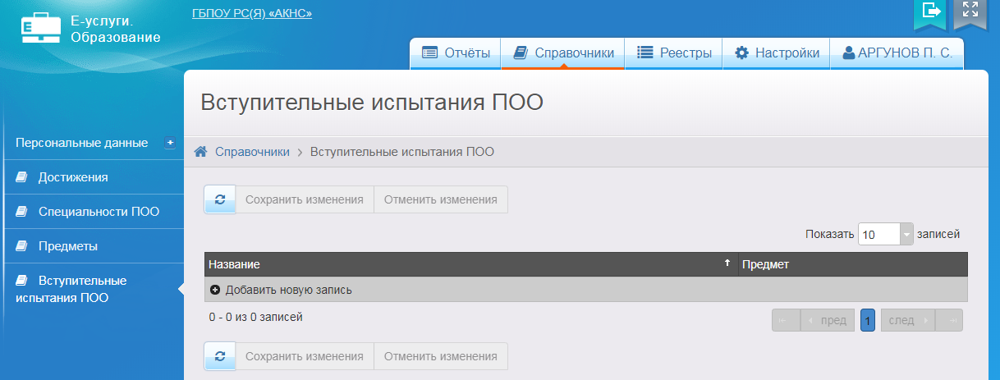 Е-услуги.
Образование
ГБПОУ РС(Я) «АКНС»
Отчёты
Справочники
Реестры
Настройки
АРГУНОВ П. С.
Вступительные испытания ПОО
Персональные данные
Достижения
Специальности ПОО
Предметы
Вступительные
испытания ПОО
Справочники > Вступительные испытания ПОО
Сохранить изменения Отменить изменения
Показать 10 записей
Название Предмет
Добавить новую запись
0 - 0 из 0 записей
пред 1 след
Сохранить изменения Отменить изменения